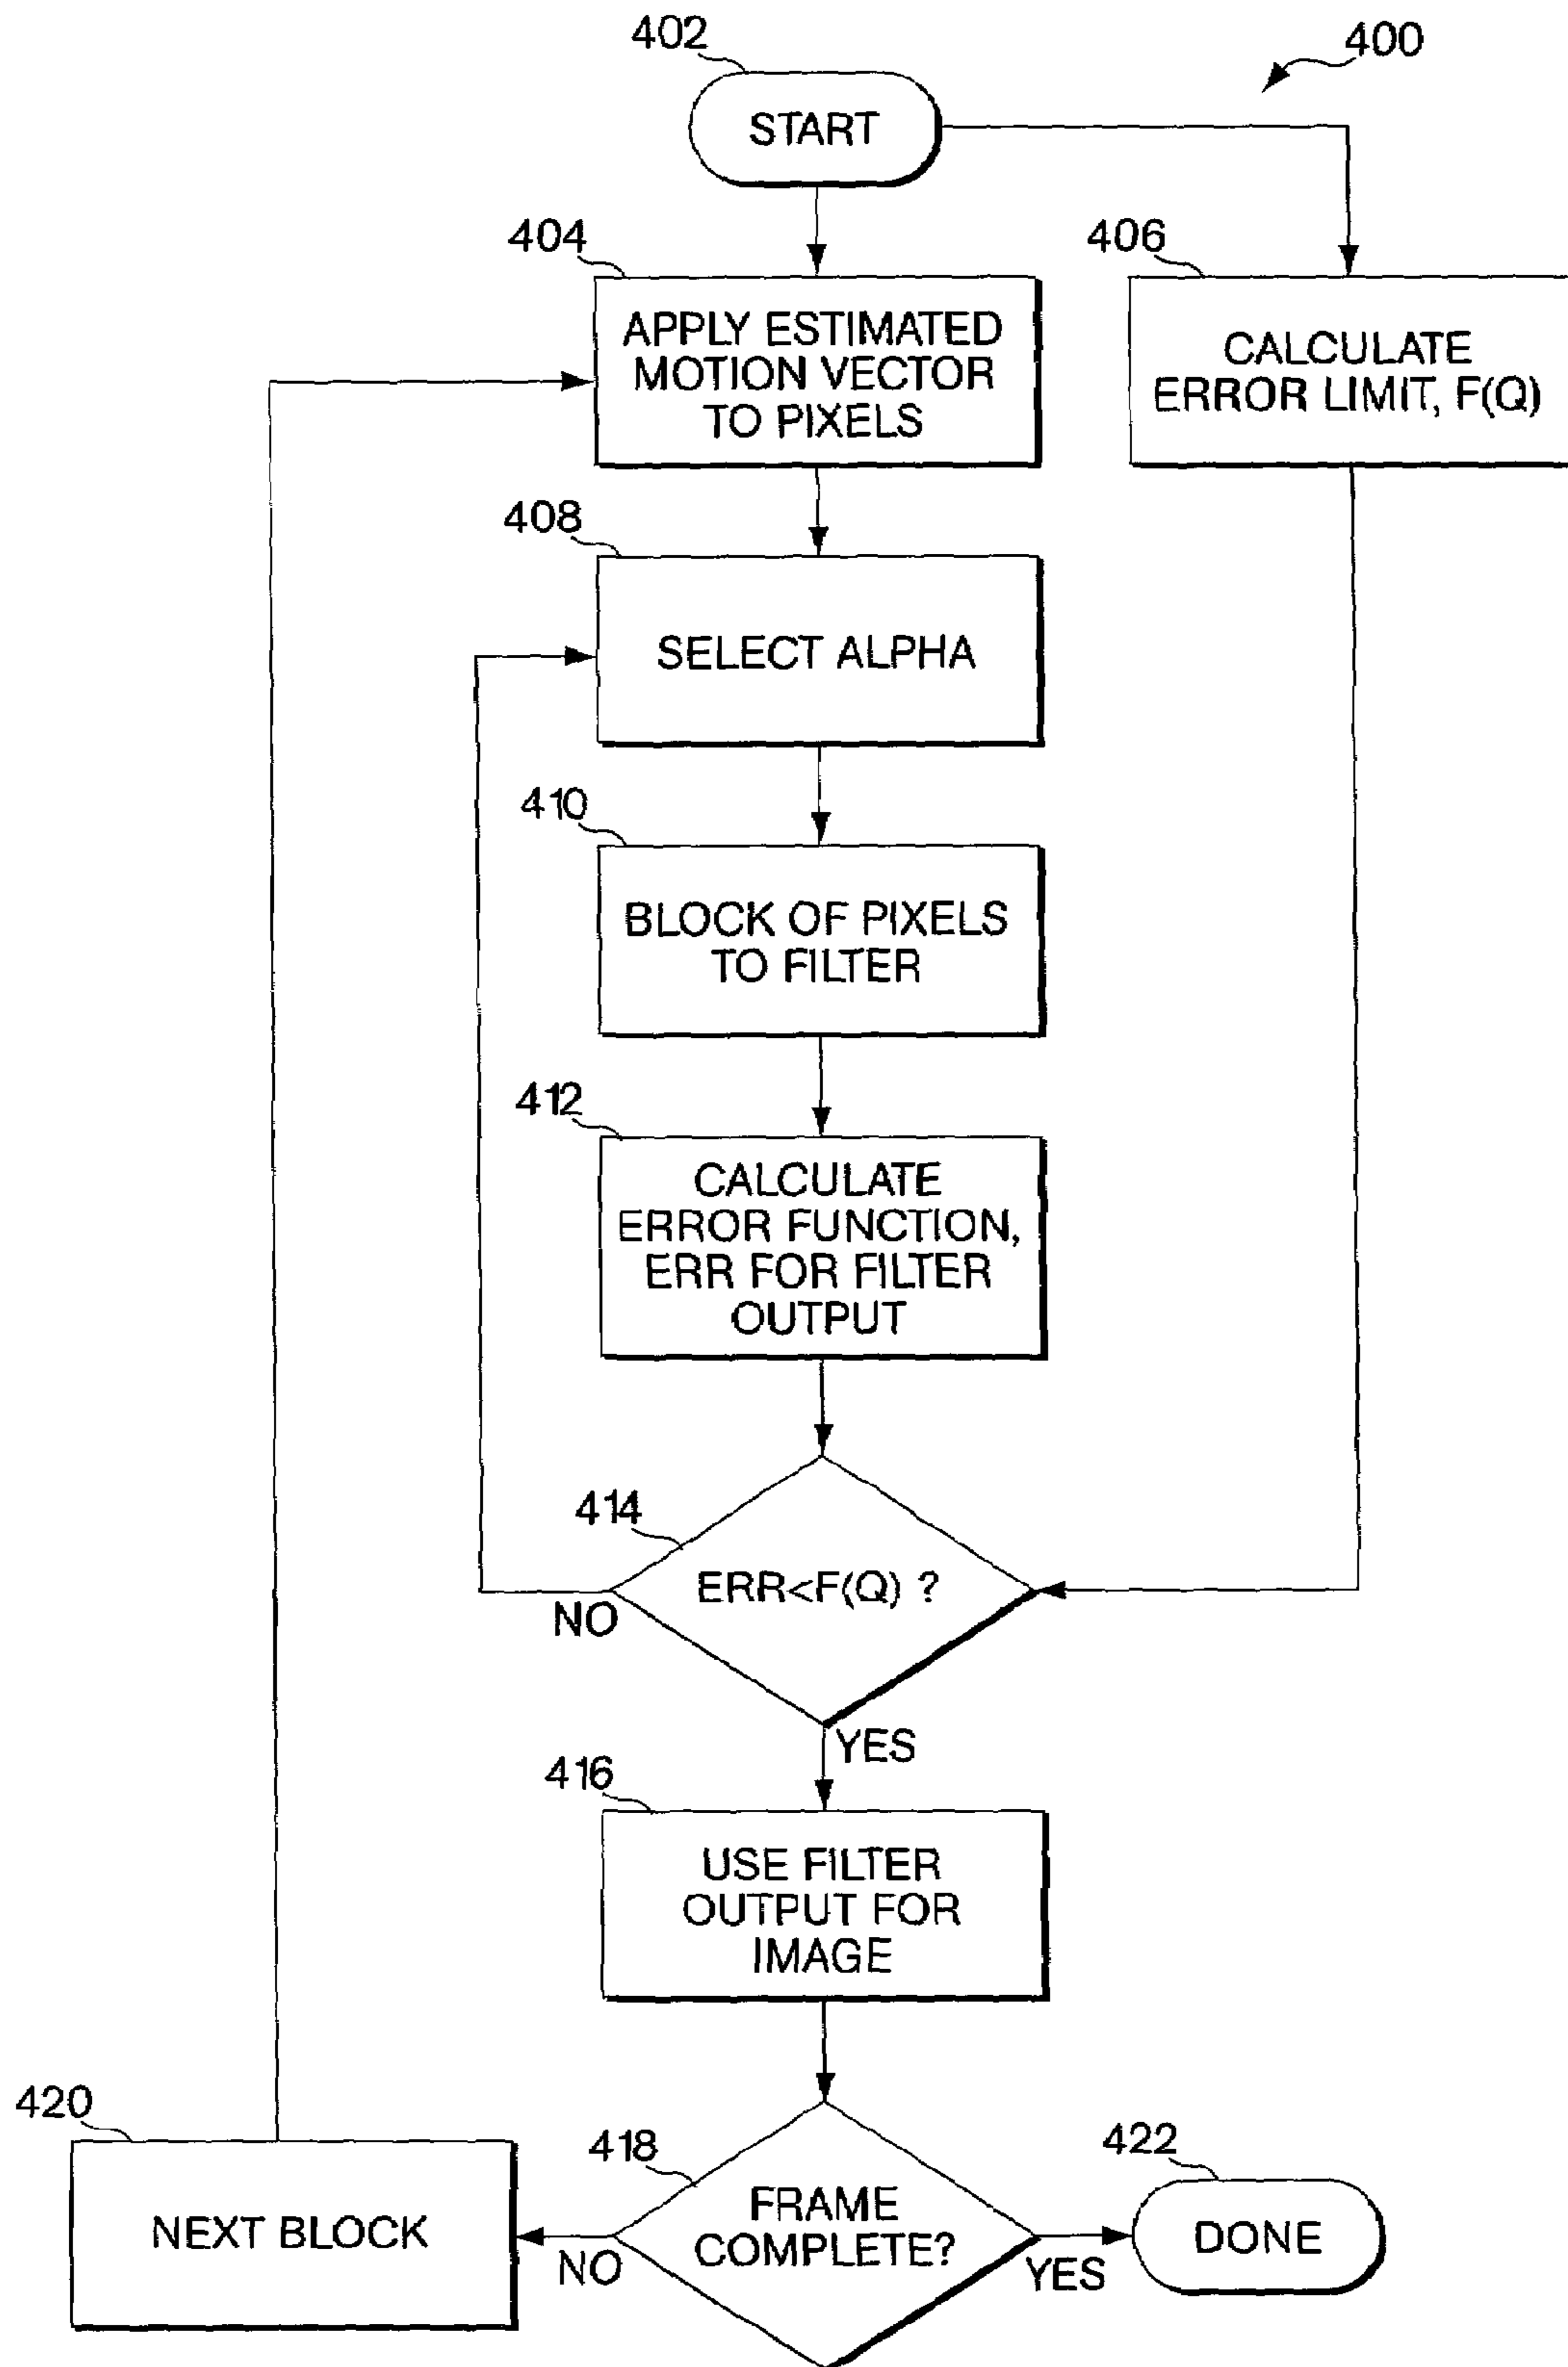 402
400
START
404
406
APPLY ESTIMATED
MOTION VECTOR
TO PIXELS
CALCULATE
ERROR LIMIT, F(Q)
408
SELECT ALPHA
410
BLOCK OF PIXELS
TO FILTER
412
CALCULATE
ERROR FUNCTION,
ERR FOR FILTER
OUTPUT
414
ERR<F(Q) ?
NO
YES
416
USE FILTER
OUTPUT FOR
IMAGE
420
418
422
NEXT BLOCK
FRAME
COMPLETE?
DONE
NO
YES